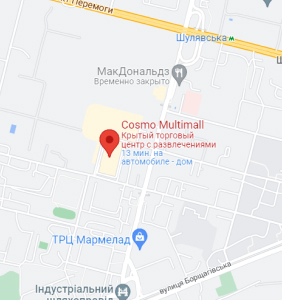 т Перемоги
Шулявська
МакДональдз
Временно закрыто
Cosmo Multimall
Крытый торговый
центр с развлечениями
13 мин. на
автомобиле - дом
ТРЦ Мармелад
вулиця Борщагівська
Індустріальний
шляхопровід